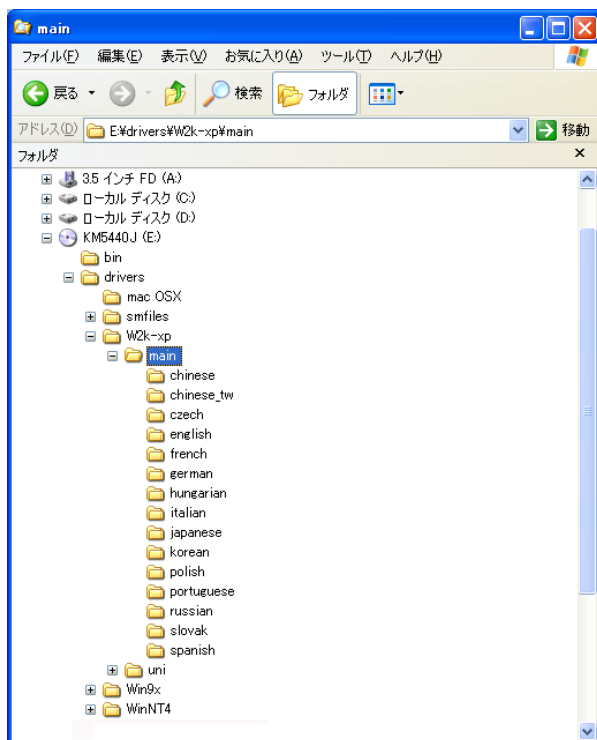 main
ファイル(F) 編集(E) 表示(V) お気に入り(A) ツール(T) ヘルプ(H)
戻る 検索 フォルダ
アドレス(D) E:¥drivers¥W2k-xp¥main 移動
フォルダ ×
3.5 インチ FD (A:)
ローカル ディスク (C:)
ローカル ディスク (D:)
KM5440J (E:)
bin
drivers
mac OSX
smfiles
W2k-xp
main
chinese
chinese_tw
czech
english
french
german
hungarian
italian
japanese
korean
polish
portuguese
russian
slovak
spanish
uni
Win9x
WinNT4